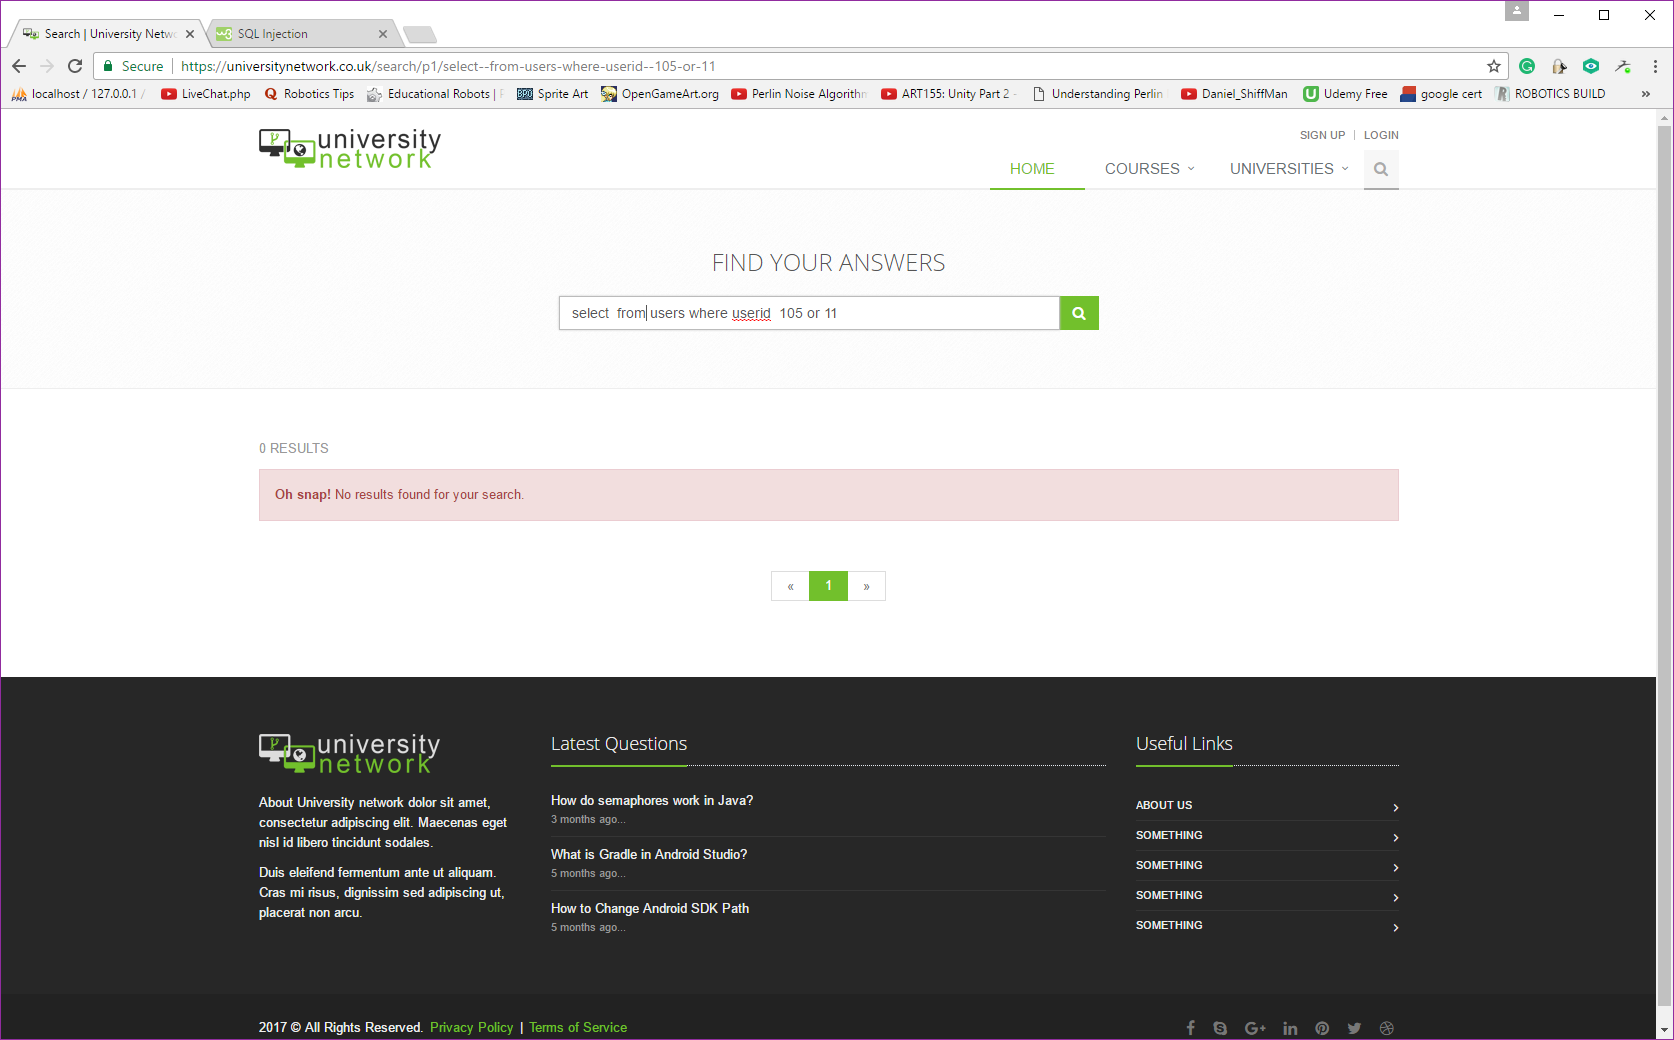 Search | University Netw
SQL Injection
Secure
https://universitynetwork.co.uk/search/p1/select--from-users-where-userid--105-or-11
PMA localhost / 127.0.0.1 /
LiveChat.php
Robotics Tips
Educational Robots |
BPO Sprite Art
OpenGameArt.org
Perlin Noise Algorithm
ART155: Unity Part 2 -
Understanding Perlin
Daniel_ShiffMan
Udemy Free
google cert
ROBOTICS BUILD
»
university
network
SIGN UP | LOGIN
HOME
COURSES
UNIVERSITIES
FIND YOUR ANSWERS
select  from users where userid  105 or 11
0 RESULTS
Oh snap! No results found for your search.
« 1 »
university
network
About University network dolor sit amet,
consectetur adipiscing elit. Maecenas eget
nisl id libero tincidunt sodales.
Duis eleifend fermentum ante ut aliquam.
Cras mi risus, dignissim sed adipiscing ut,
placerat non arcu.
Latest Questions
How do semaphores work in Java?
3 months ago...
What is Gradle in Android Studio?
5 months ago...
How to Change Android SDK Path
5 months ago...
Useful Links
ABOUT US
SOMETHING
SOMETHING
SOMETHING
SOMETHING
2017 © All Rights Reserved. Privacy Policy | Terms of Service